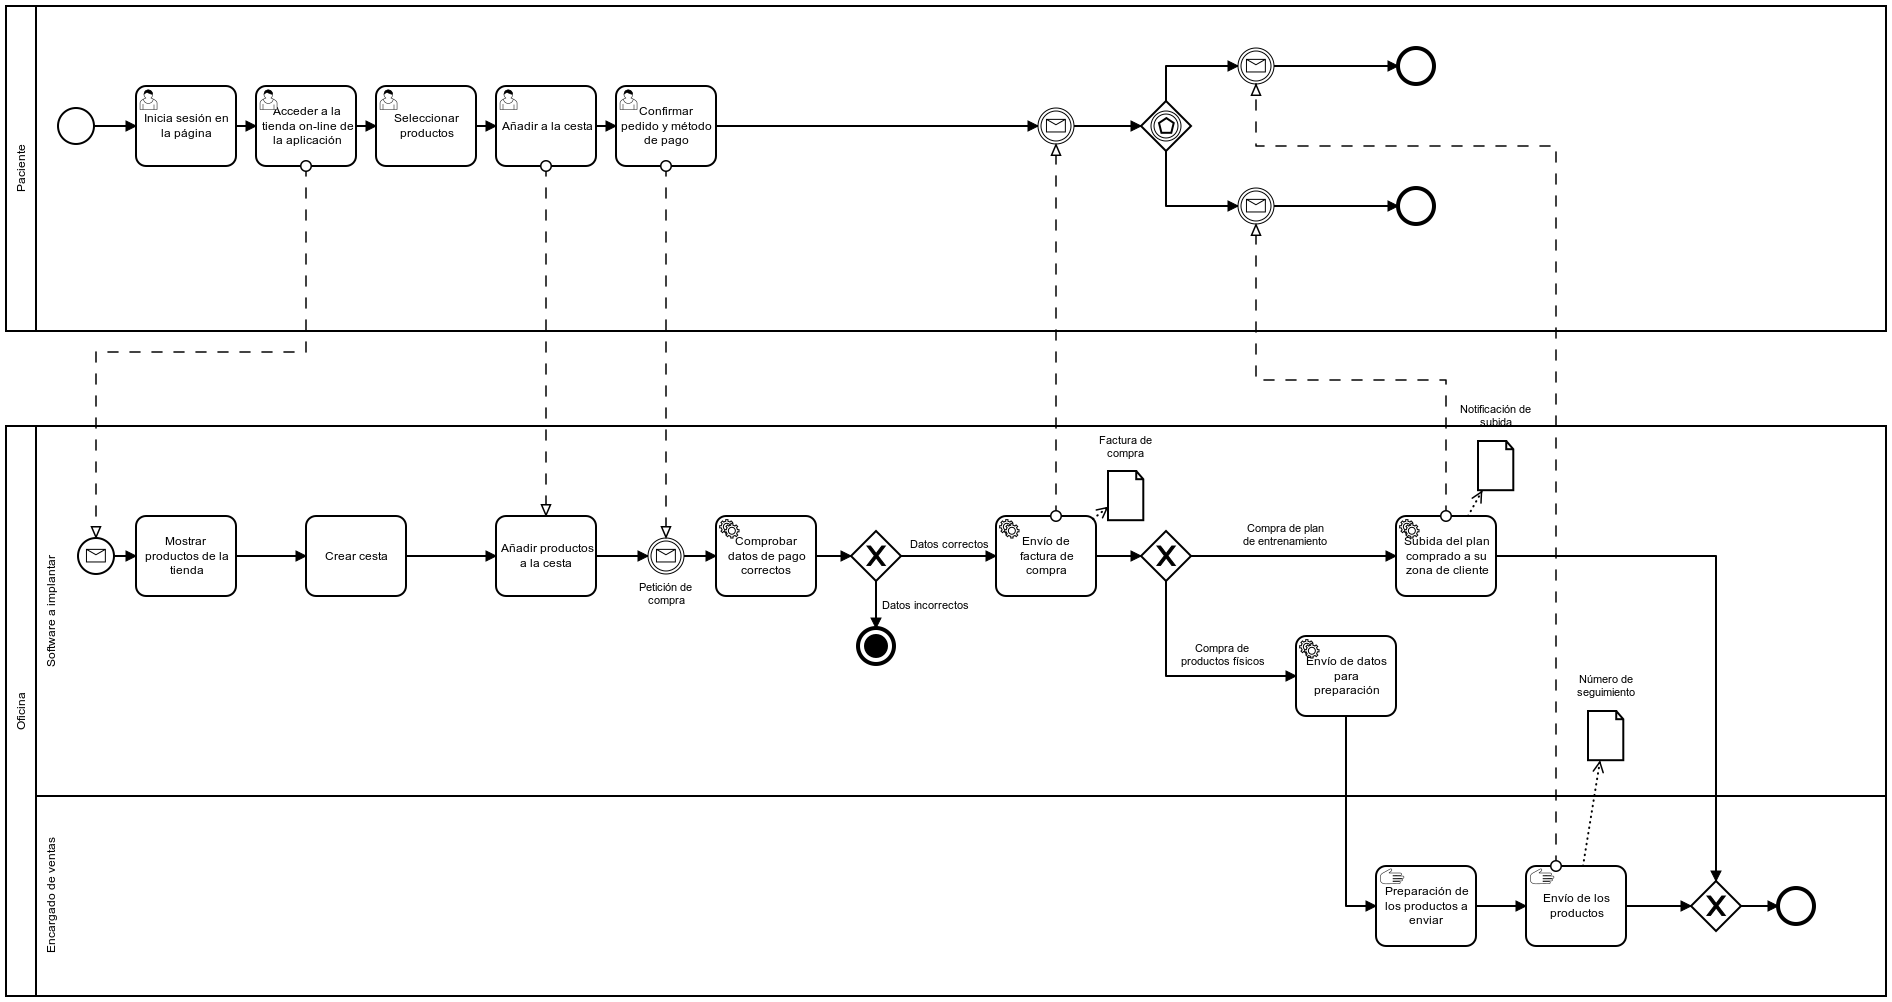 Paciente
Inicia sesión en
la página
Acceder a la
tienda on-line de
la aplicación
Seleccionar
productos
Añadir a la cesta
Confirmar
pedido y método
de pago
Oficina
Software a implantar
Mostrar
productos de la
tienda
Crear cesta
Añadir productos
a la cesta
Petición de
compra
Comprobar
datos de pago
correctos
Datos correctos
Datos incorrectos
Envío de
factura de
compra
Factura de
compra
Compra de plan
de entrenamiento
Compra de
productos físicos
Subida del plan
comprado a su
zona de cliente
Notificación de
subida
Envío de datos
para
preparación
Número de
seguimiento
Encargado de ventas
Preparación de
los productos a
enviar
Envío de los
productos